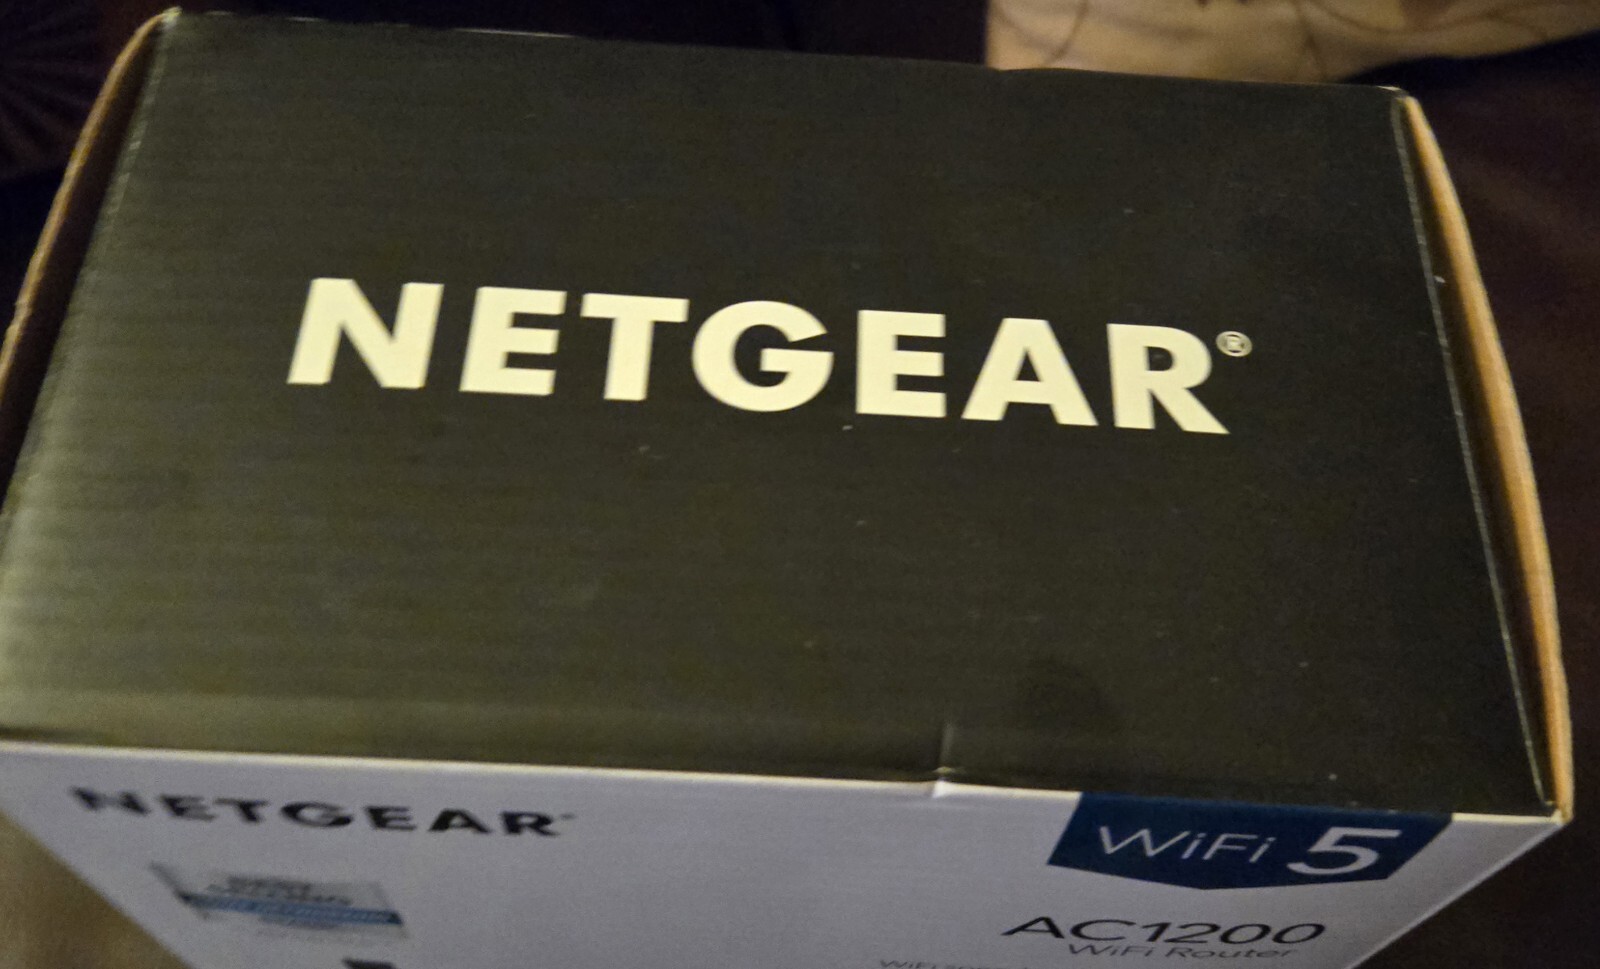 NETGEAR®
NETGEAR
WiFi 5
AC1200
WiFi Router